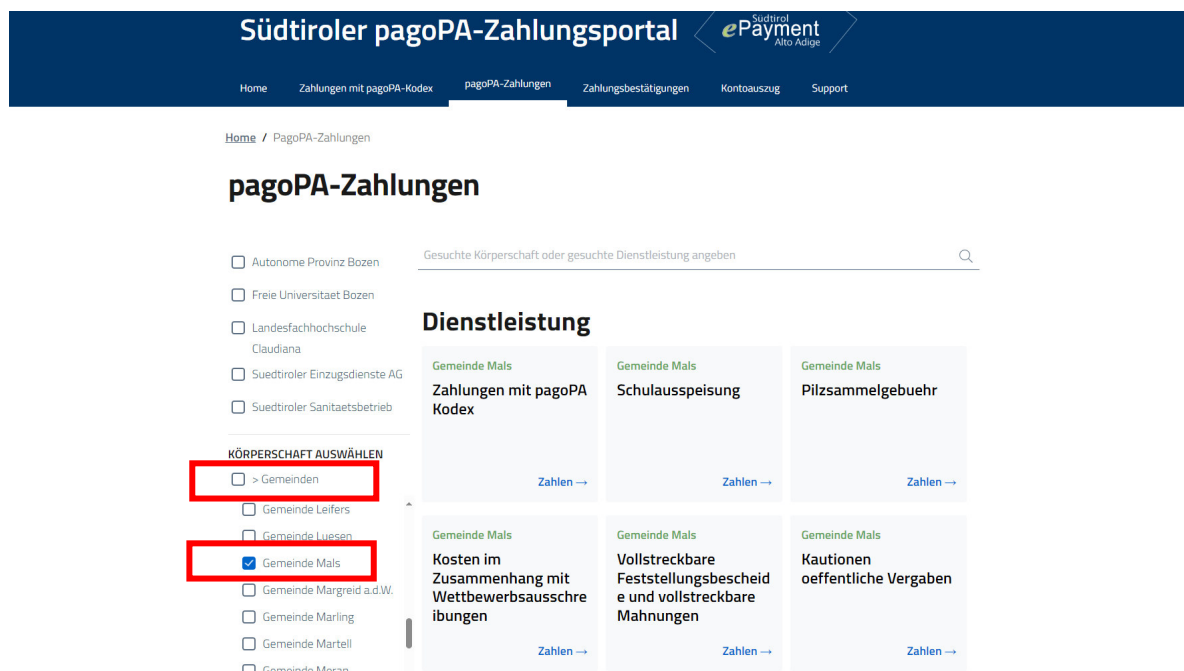 Südtiroler pagoPA-Zahlungsportal
Südtirol
ePayment
Alto Adige
Home
Zahlungen mit pagoPA-Kodex
pagoPA-Zahlungen
Zahlungsbestätigungen
Kontoauszug
Support
Home / PagoPA-Zahlungen
pagoPA-Zahlungen
Autonome Provinz Bozen
Freie Universitaet Bozen
Landesfachhochschule
Claudiana
Suedtiroler Einzugsdienste AG
Suedtiroler Sanitaetsbetrieb
KÖRPERSCHAFT AUSWÄHLEN
> Gemeinden
Gemeinde Leifers
Gemeinde Luesen
Gemeinde Mals
Gemeinde Margreid a.d.W.
Gemeinde Marling
Gemeinde Martell
Gemeinde Meran
Gesuchte Körperschaft oder gesuchte Dienstleistung angeben
Dienstleistung
Gemeinde Mals
Zahlungen mit pagoPA
Kodex
Zahlen →
Gemeinde Mals
Schulausspeisung
Zahlen →
Gemeinde Mals
Pilzsammelgebuehr
Zahlen →
Gemeinde Mals
Kosten im
Zusammenhang mit
Wettbewerbsausschre
ibungen
Zahlen →
Gemeinde Mals
Vollstreckbare
Feststellungsbescheid
e und vollstreckbare
Mahnungen
Zahlen →
Gemeinde Mals
Kautionen
oeffentliche Vergaben
Zahlen →